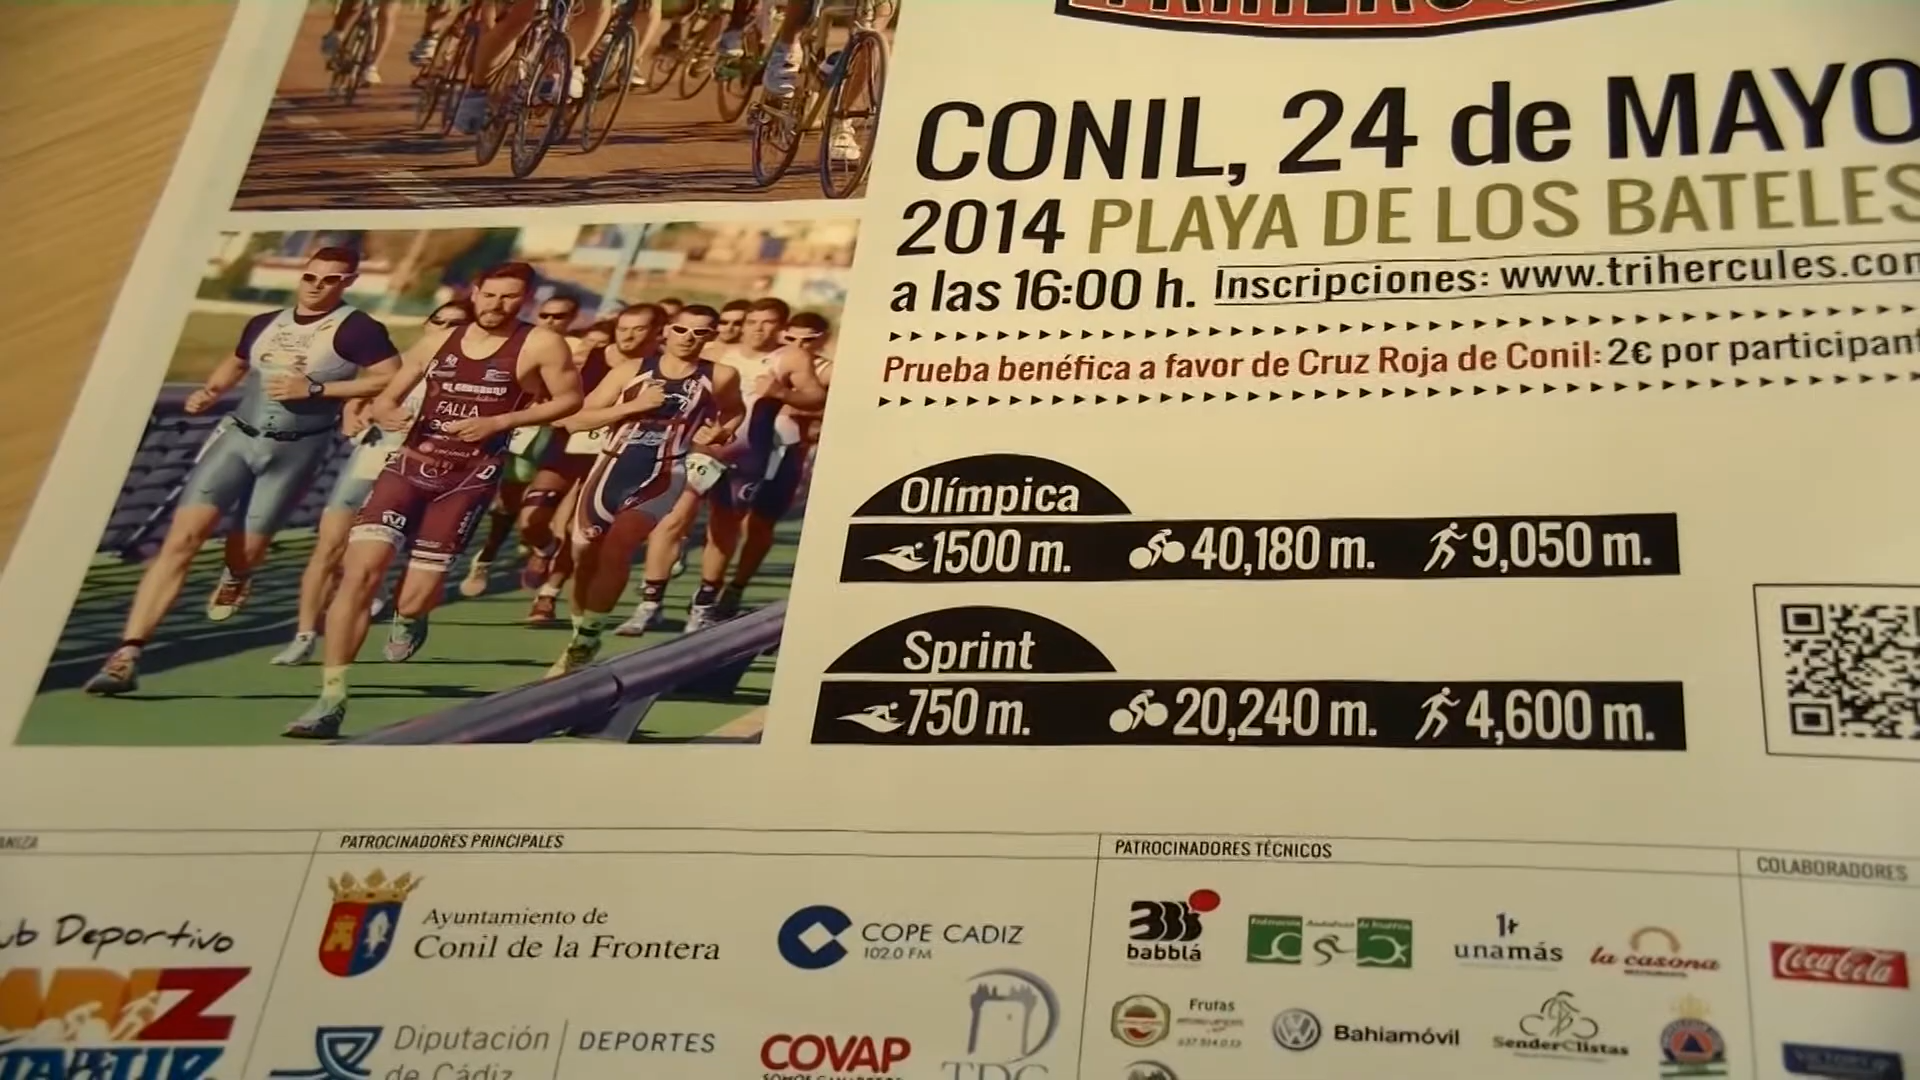 CONIL, 24 de MAYO
2014 PLAYA DE LOS BATELES
a las 16:00 h. Inscripciones: www.trihercules.com
Prueba benéfica a favor de Cruz Roja de Conil: 2€ por participant
Olímpica
1500 m. 40,180 m. 9,050 m.
Sprint
750 m. 20,240 m. 4,600 m.
FALLA
PATROCINADORES PRINCIPALES
PATROCINADORES TÉCNICOS
COLABORADORES
ub Deportivo
Ayuntamiento de
Conil de la Frontera
COPE CADIZ
102.0 FM
babblá
unamás
la casona
Coca-Cola
Diputación
de Cádiz
DEPORTES
COVAP
TDC
Frutas
Bahiamóvil
SenderCiistas